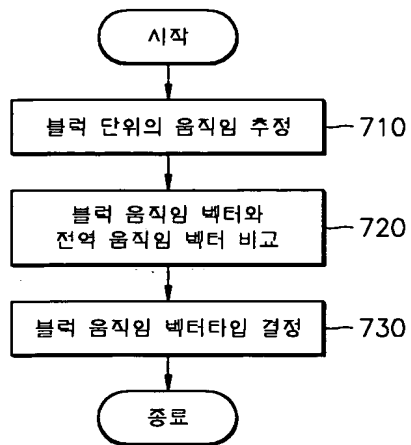 시작
블럭 단위의 움직임 추정
710
블럭 움직임 벡터와
전역 움직임 벡터 비교
720
블럭 움직임 벡터타입 결정
730
종료